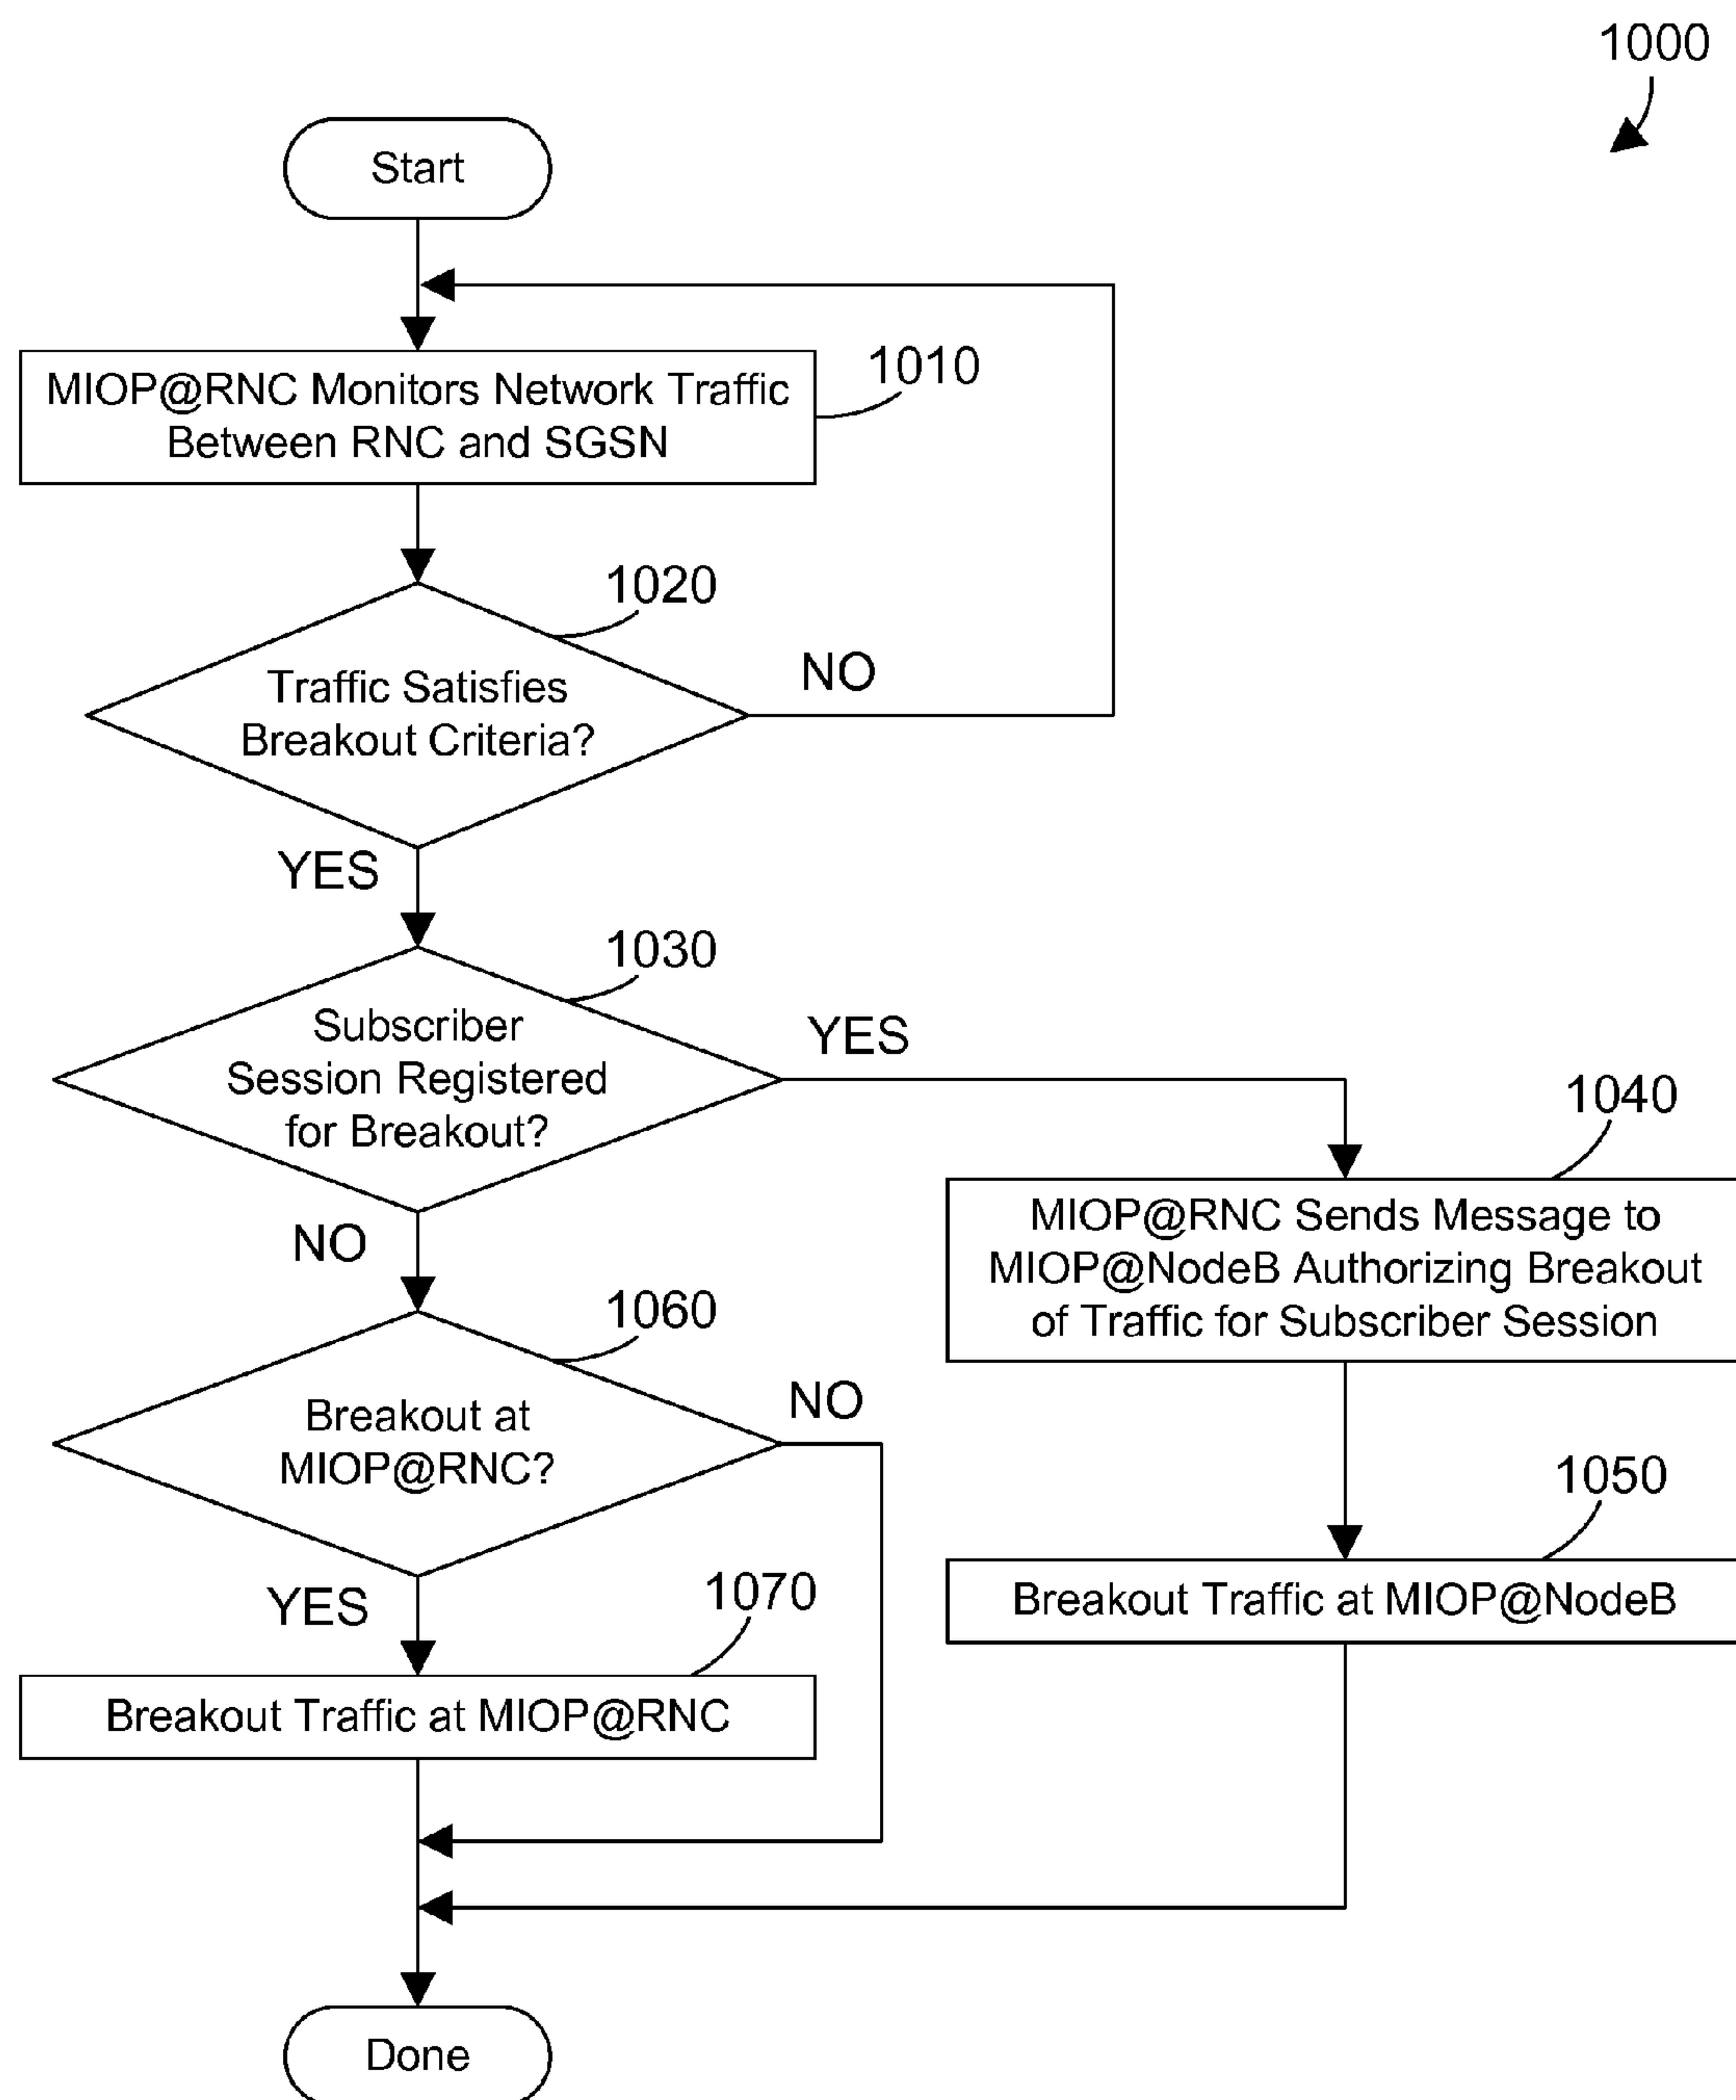 1000
Start
MIOP@RNC Monitors Network Traffic
Between RNC and SGSN
1010
1020
Traffic Satisfies
Breakout Criteria?
NO
YES
1030
Subscriber
Session Registered
for Breakout?
YES
NO
1040
MIOP@RNC Sends Message to
MIOP@NodeB Authorizing Breakout
of Traffic for Subscriber Session
1060
Breakout at
MIOP@RNC?
NO
YES
1050
Breakout Traffic at MIOP@NodeB
1070
Breakout Traffic at MIOP@RNC
Done